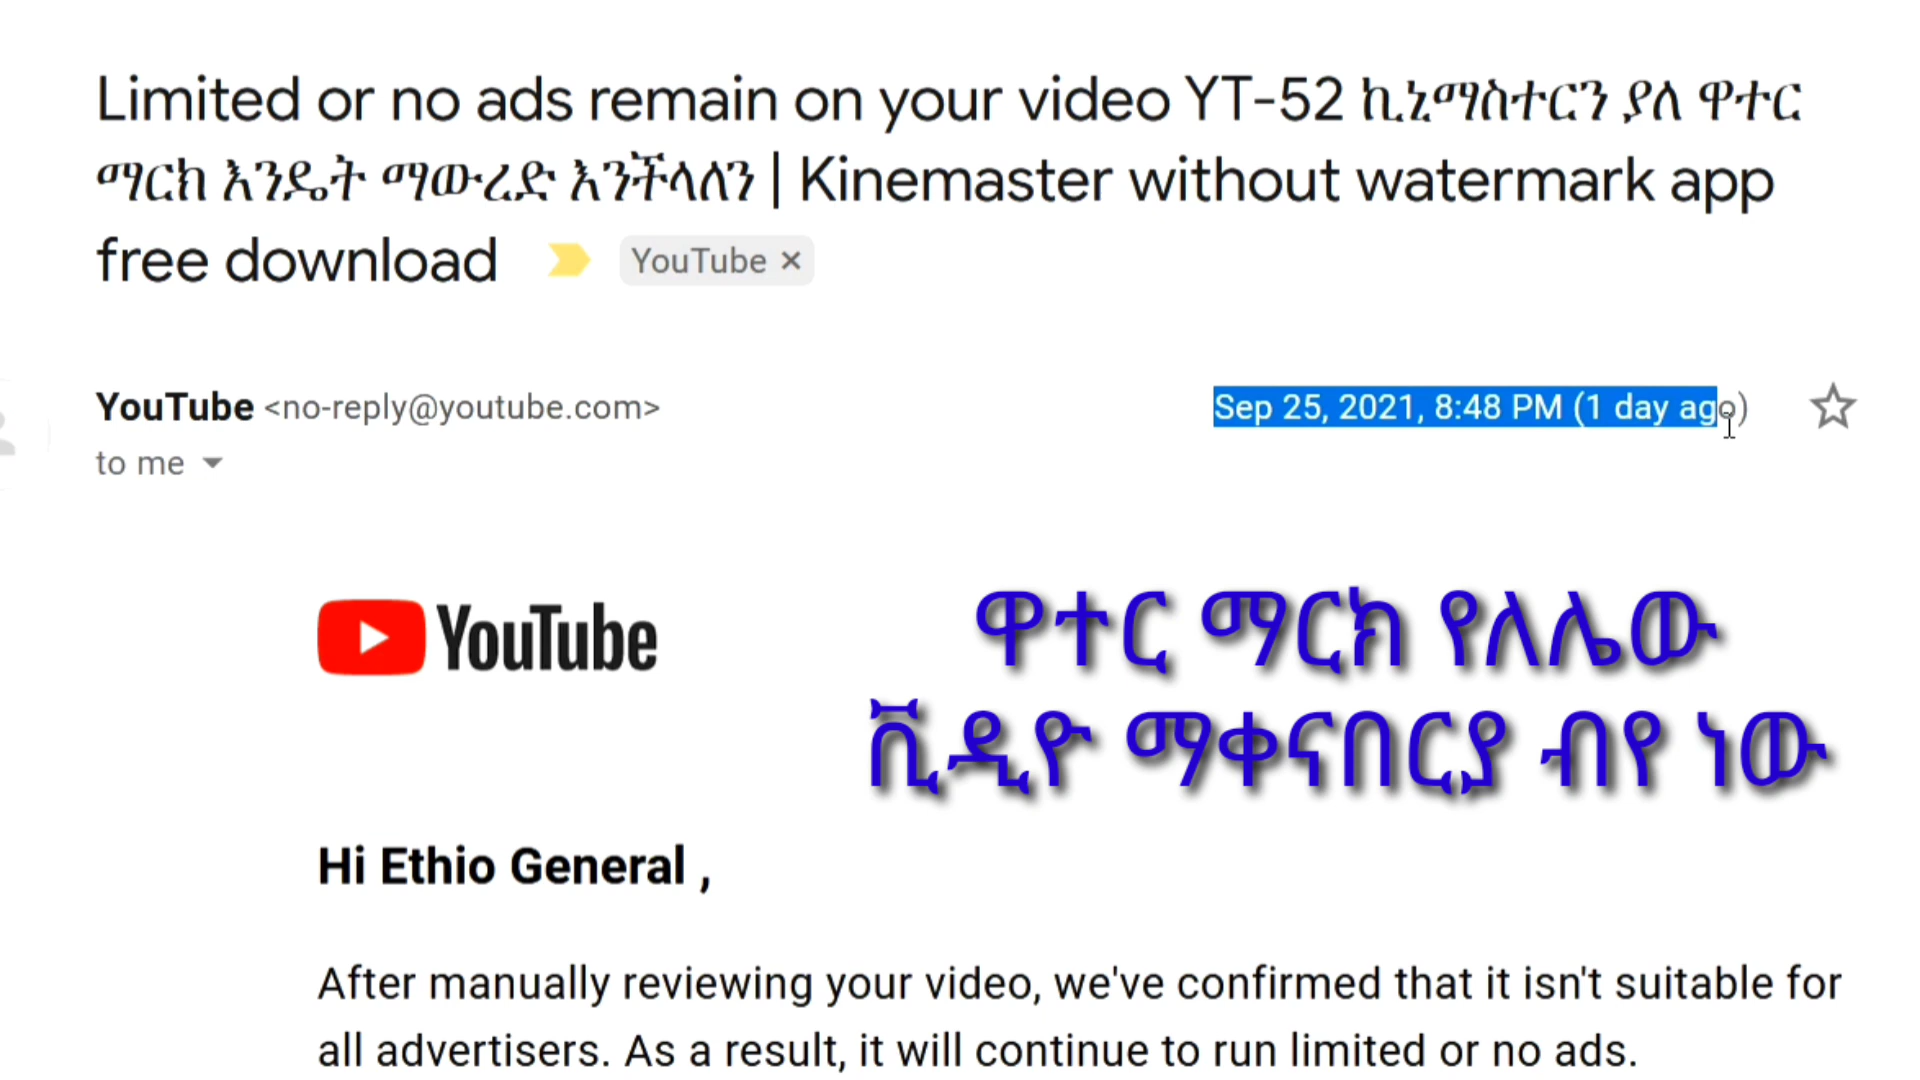 Limited or no ads remain on your video YT-52 ኪኒማስተርን ያለ ዋተር
ማርክ እንዴት ማውረድ እንችላለን | Kinemaster without watermark app
free download YouTube ×
YouTube <no-reply@youtube.com> Sep 25, 2021, 8:48 PM (1 day ago)
to me
YouTube
ዋተር ማርክ የለሌው
ቪዲዮ ማቀናበርያ ብየ ነው
Hi Ethio General ,
After manually reviewing your video, we've confirmed that it isn't suitable for
all advertisers. As a result, it will continue to run limited or no ads.